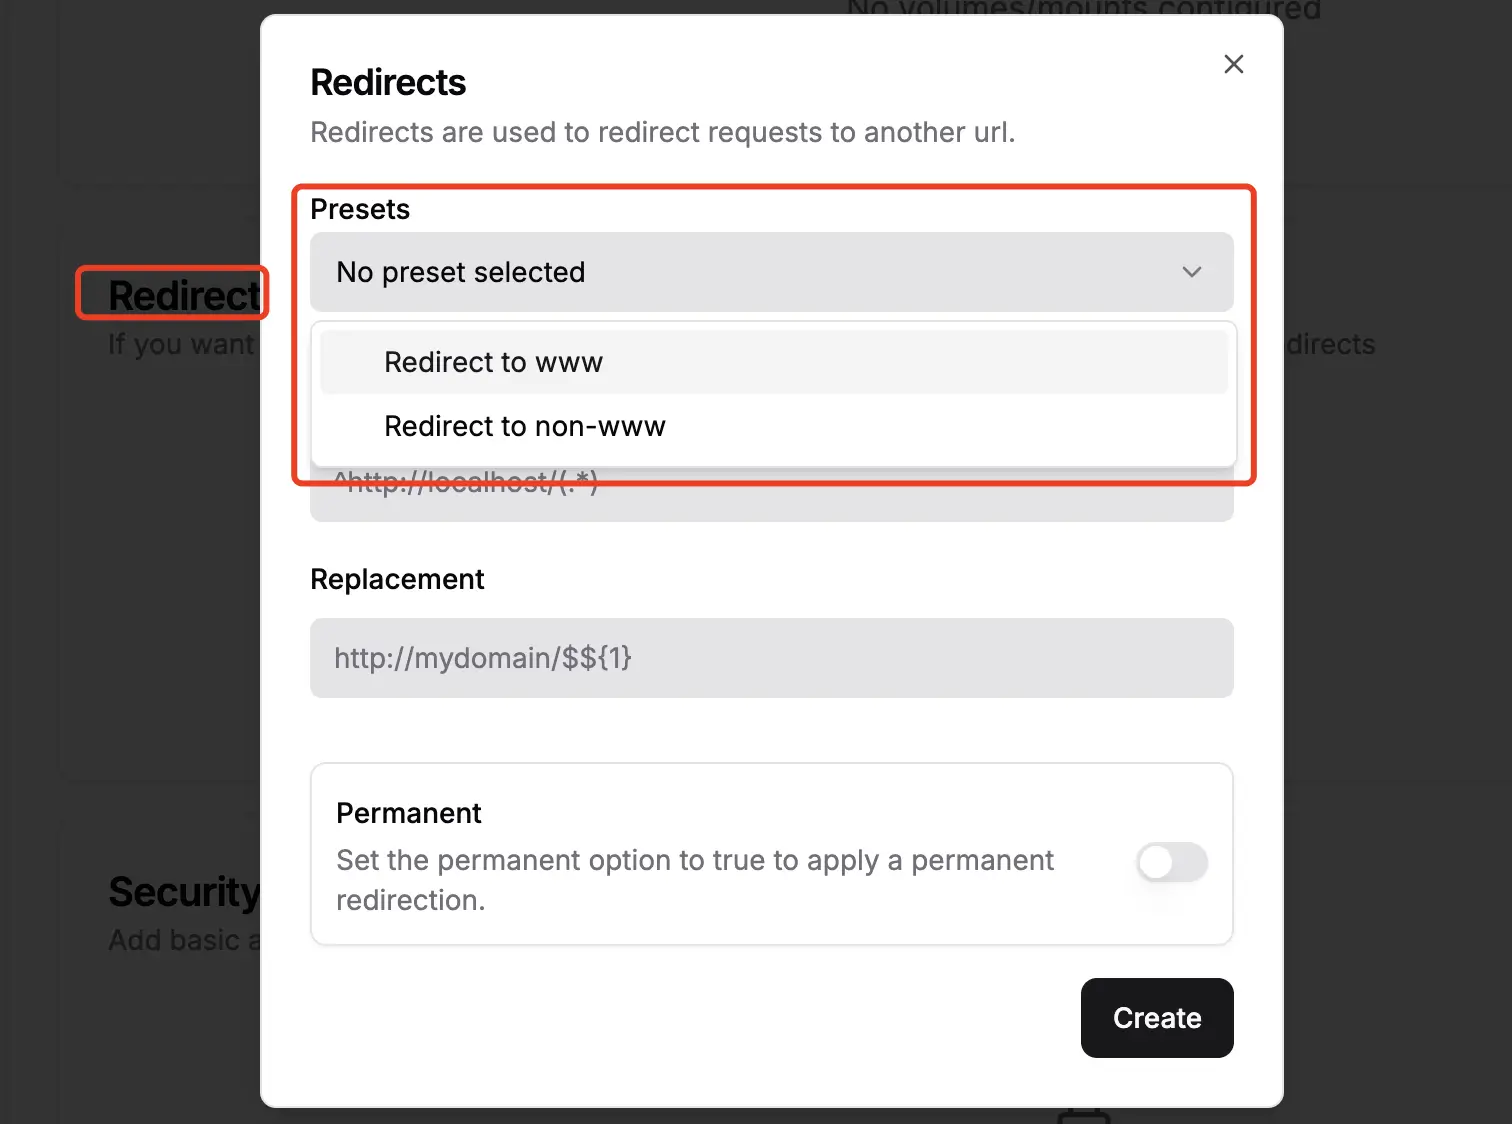 No volumes/mounts configured
Redirects
Redirects are used to redirect requests to another url.
Presets
No preset selected
Redirect
If you want
directs
Redirect to www
Redirect to non-www
^http://localhost/(.*)
Replacement
http://mydomain/$${1}
Permanent
Set the permanent option to true to apply a permanent
redirection.
Security
Add basic a
Create